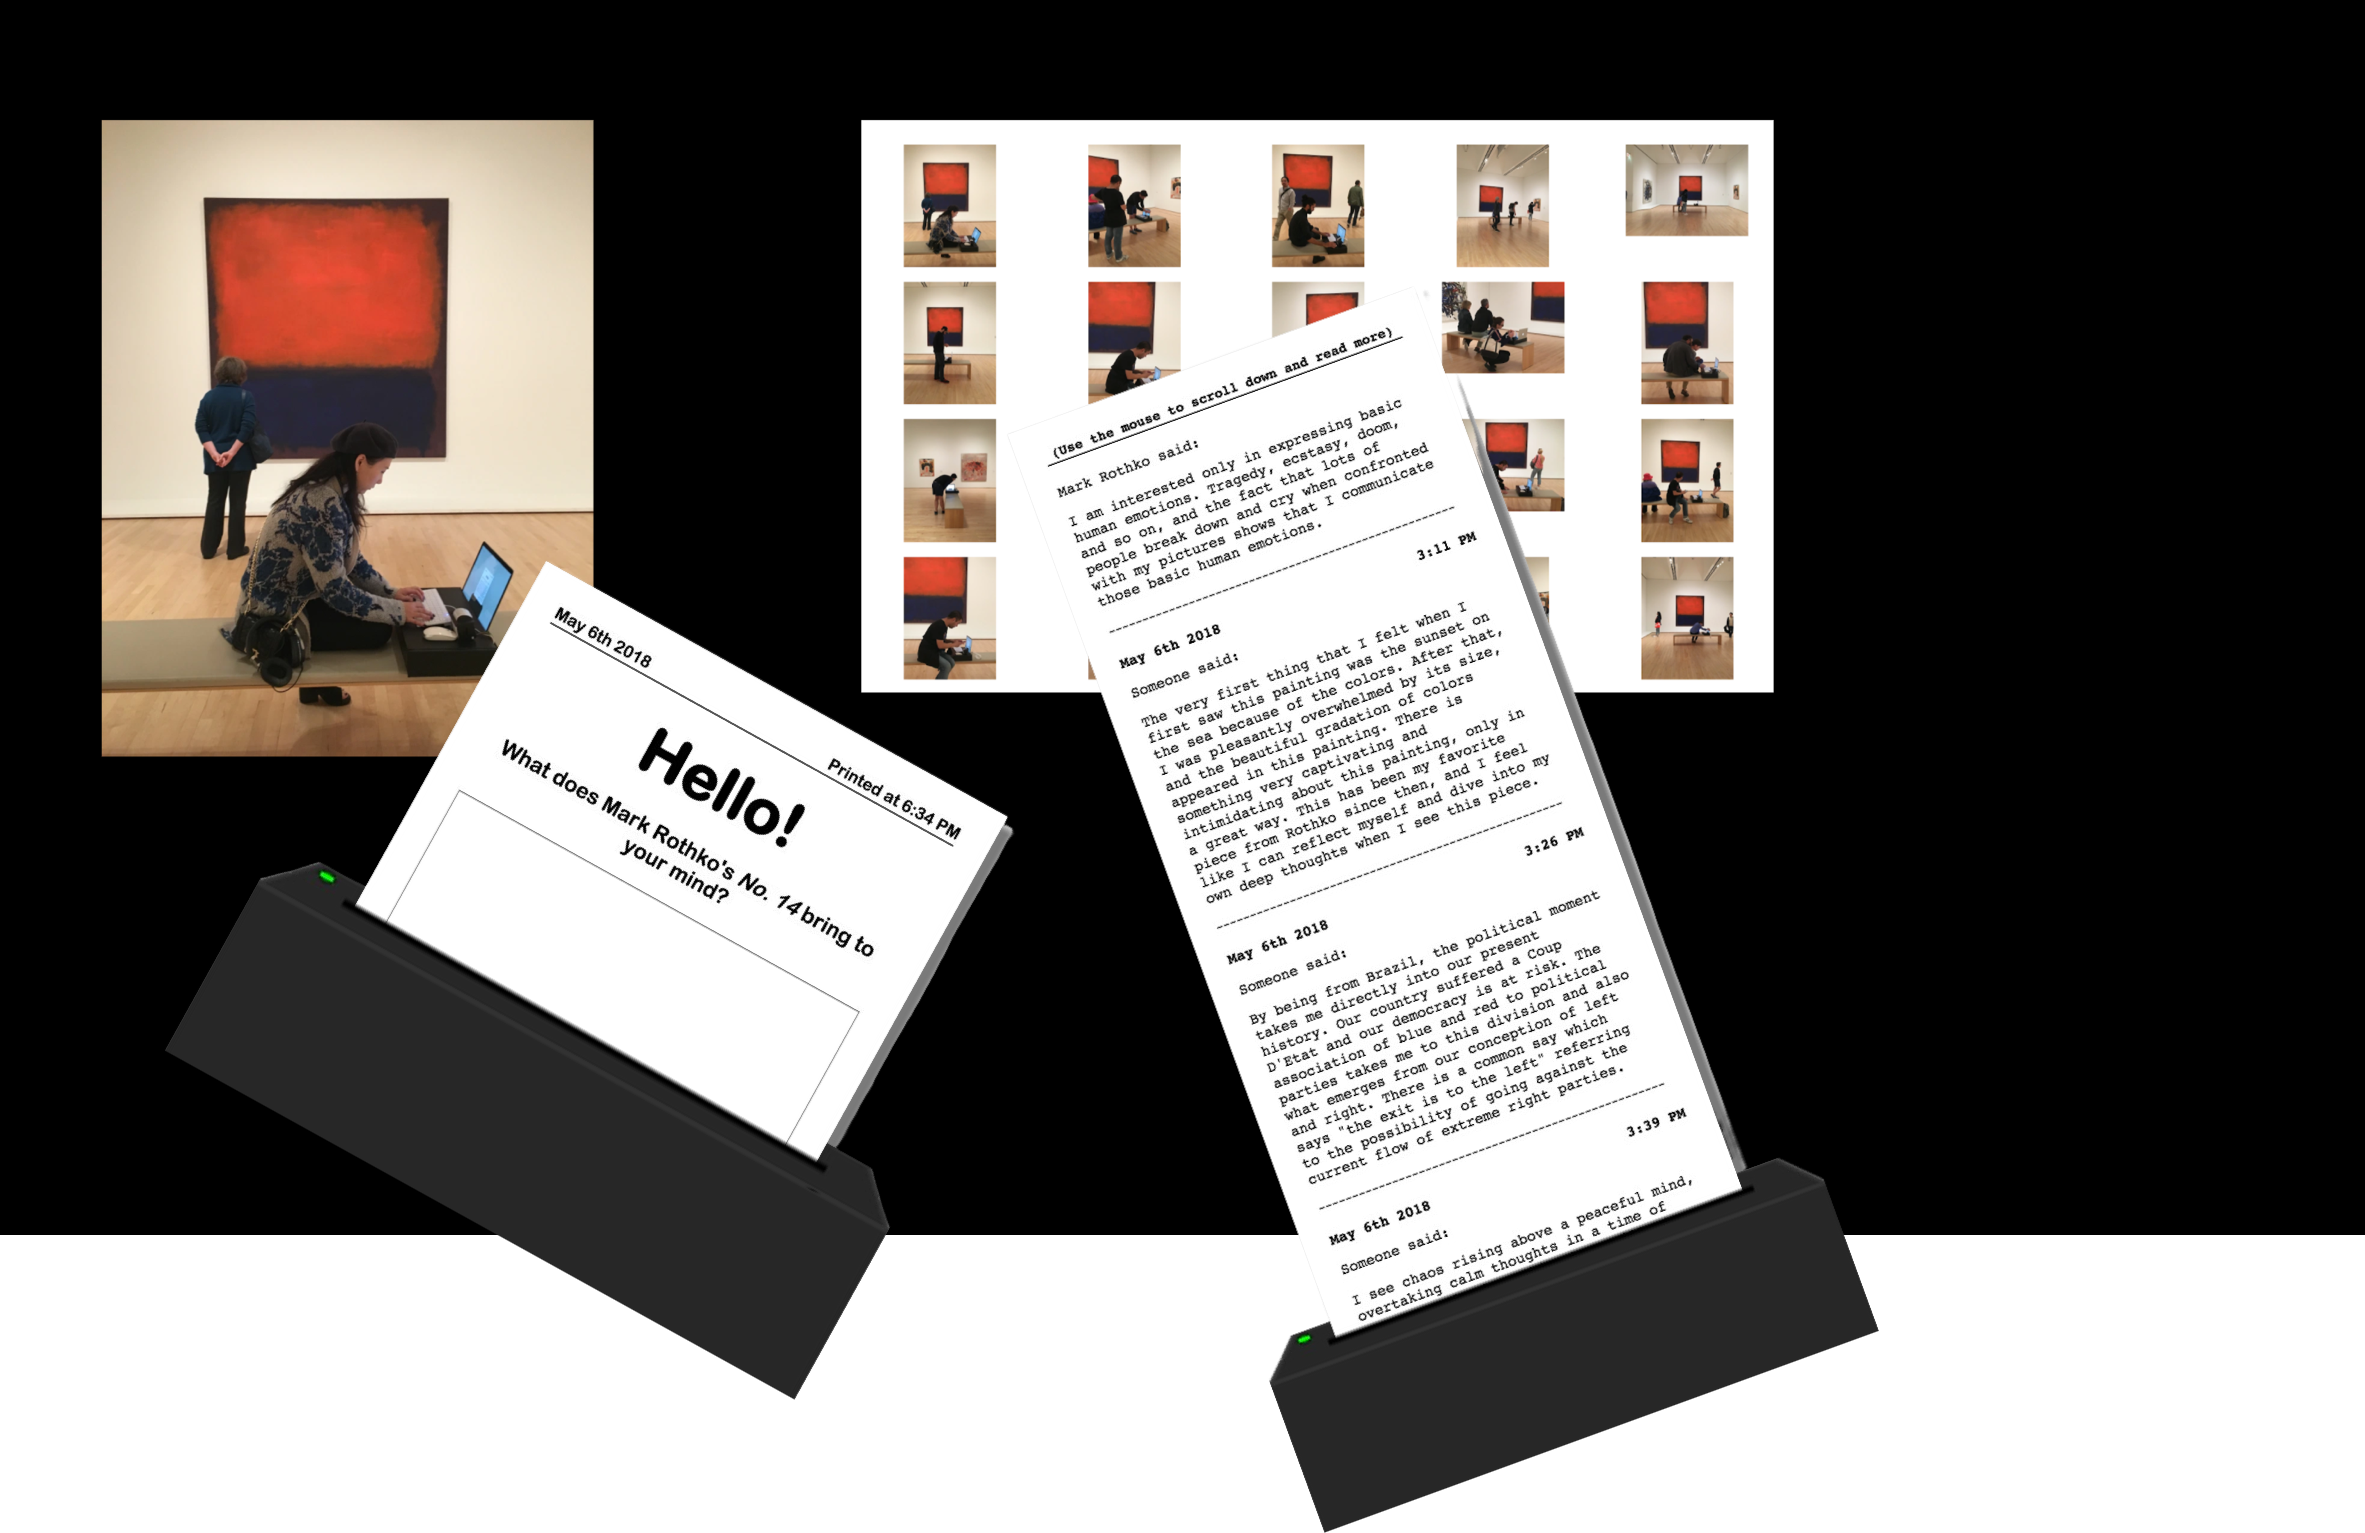 May 6th 2018
Printed at 6:34 PM
Hello!
What does Mark Rothko's No. 14 bring to
your mind?
(Use the mouse to scroll down and read more)
Mark Rothko said:
I am interested only in expressing basic
human emotions. Tragedy, ecstasy, doom,
and so on, and the fact that lots of
people break down and cry when confronted
with my pictures shows that I communicate
those basic human emotions.
3:11 PM
May 6th 2018
Someone said:
The very first thing that I felt when I
first saw this painting was the sunset on
the sea because of the colors. After that,
I was pleasantly overwhelmed by its size,
and the beautiful gradation of colors
appeared in this painting. There is
something very captivating and
intimidating about this painting, only in
a great way. This has been my favorite
piece from Rothko since then, and I feel
like I can reflect myself and dive into my
own deep thoughts when I see this piece.
3:26 PM
May 6th 2018
Someone said:
By being from Brazil, the political moment
takes me directly into our present
history. Our country suffered a Coup
D'Etat and our democracy is at risk. The
association of blue and red to political
parties takes me to this division and also
what emerges from our conception of left
and right. There is a common say which
says "the exit is to the left" referring
to the possibility of going against the
current flow of extreme right parties.
3:39 PM
May 6th 2018
Someone said:
I see chaos rising above a peaceful mind,
overtaking calm thoughts in a time of